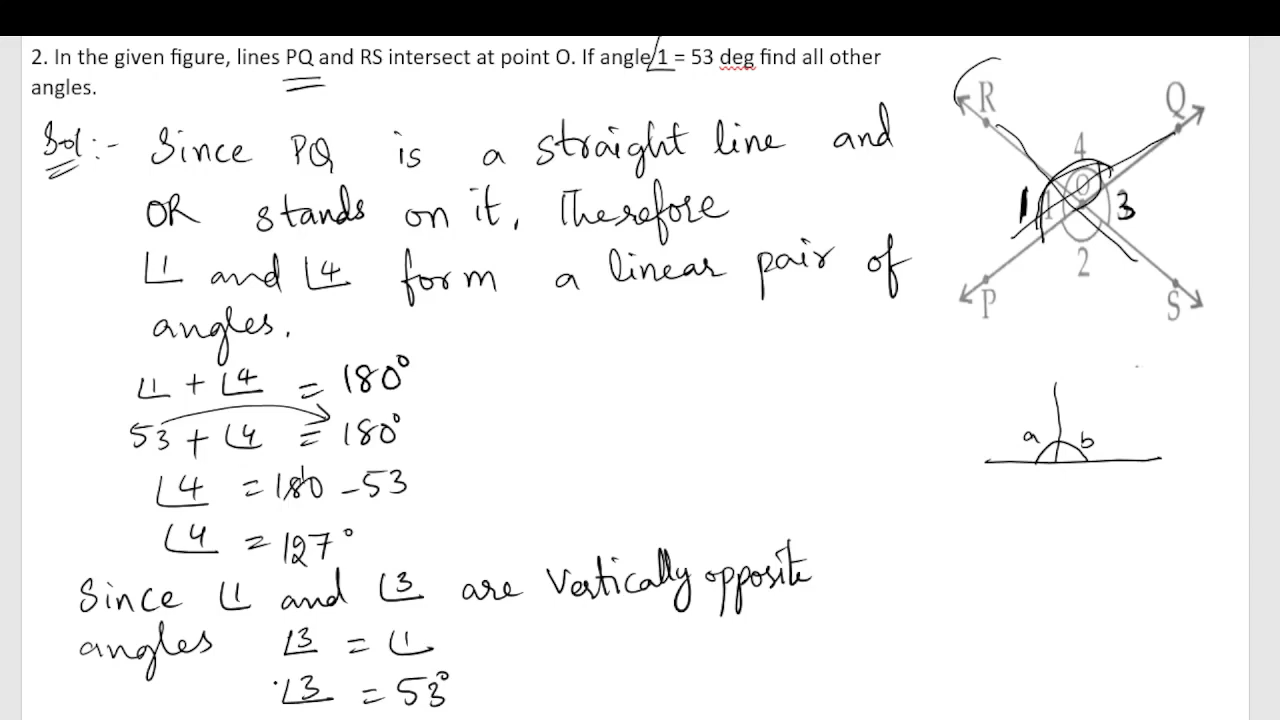 2. In the given figure, lines PQ and RS intersect at point O. If angle ∠1 = 53 deg find all other
angles.
Sol:- Since PQ is a straight line and
OR stands on it, Therefore
∠1 and ∠4 form a linear pair of
angles.
∠1 + ∠4 = 180°
53 + ∠4 = 180°
∠4 = 180 - 53
∠4 = 127°
Since ∠1 and ∠3 are Vertically opposite
angles ∠3 = ∠1
∠3 = 53°
R Q
4
O
1 1 3
2
P S
a b